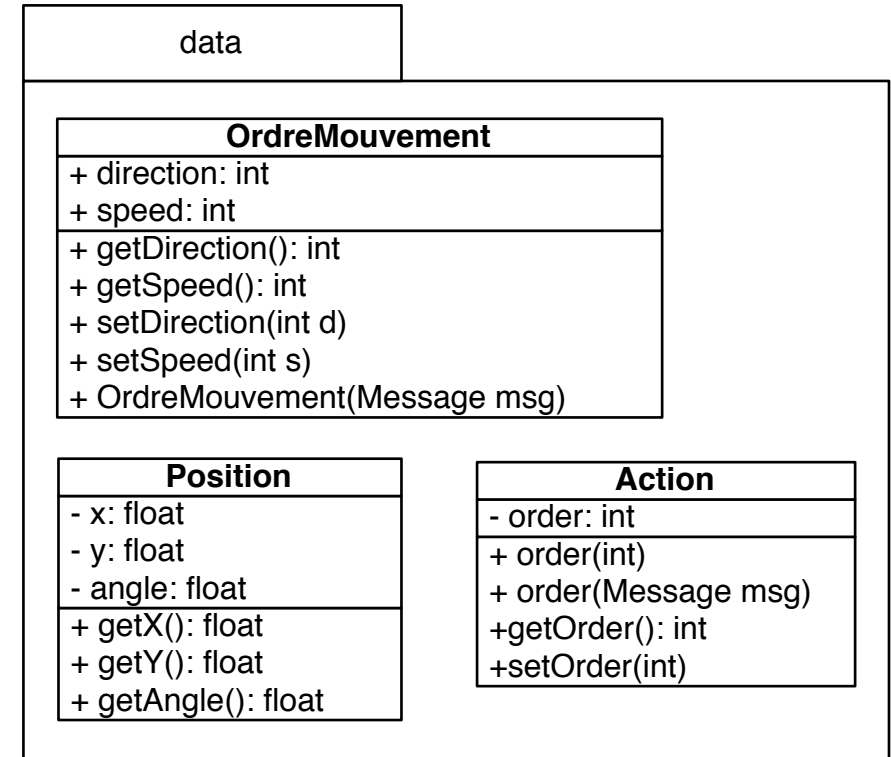 data
OrdreMouvement
+ direction: int
+ speed: int
+ getDirection(): int
+ getSpeed(): int
+ setDirection(int d)
+ setSpeed(int s)
+ OrdreMouvement(Message msg)
Position
- x: float
- y: float
- angle: float
+ getX(): float
+ getY(): float
+ getAngle(): float
Action
- order: int
+ order(int)
+ order(Message msg)
+getOrder(): int
+setOrder(int)